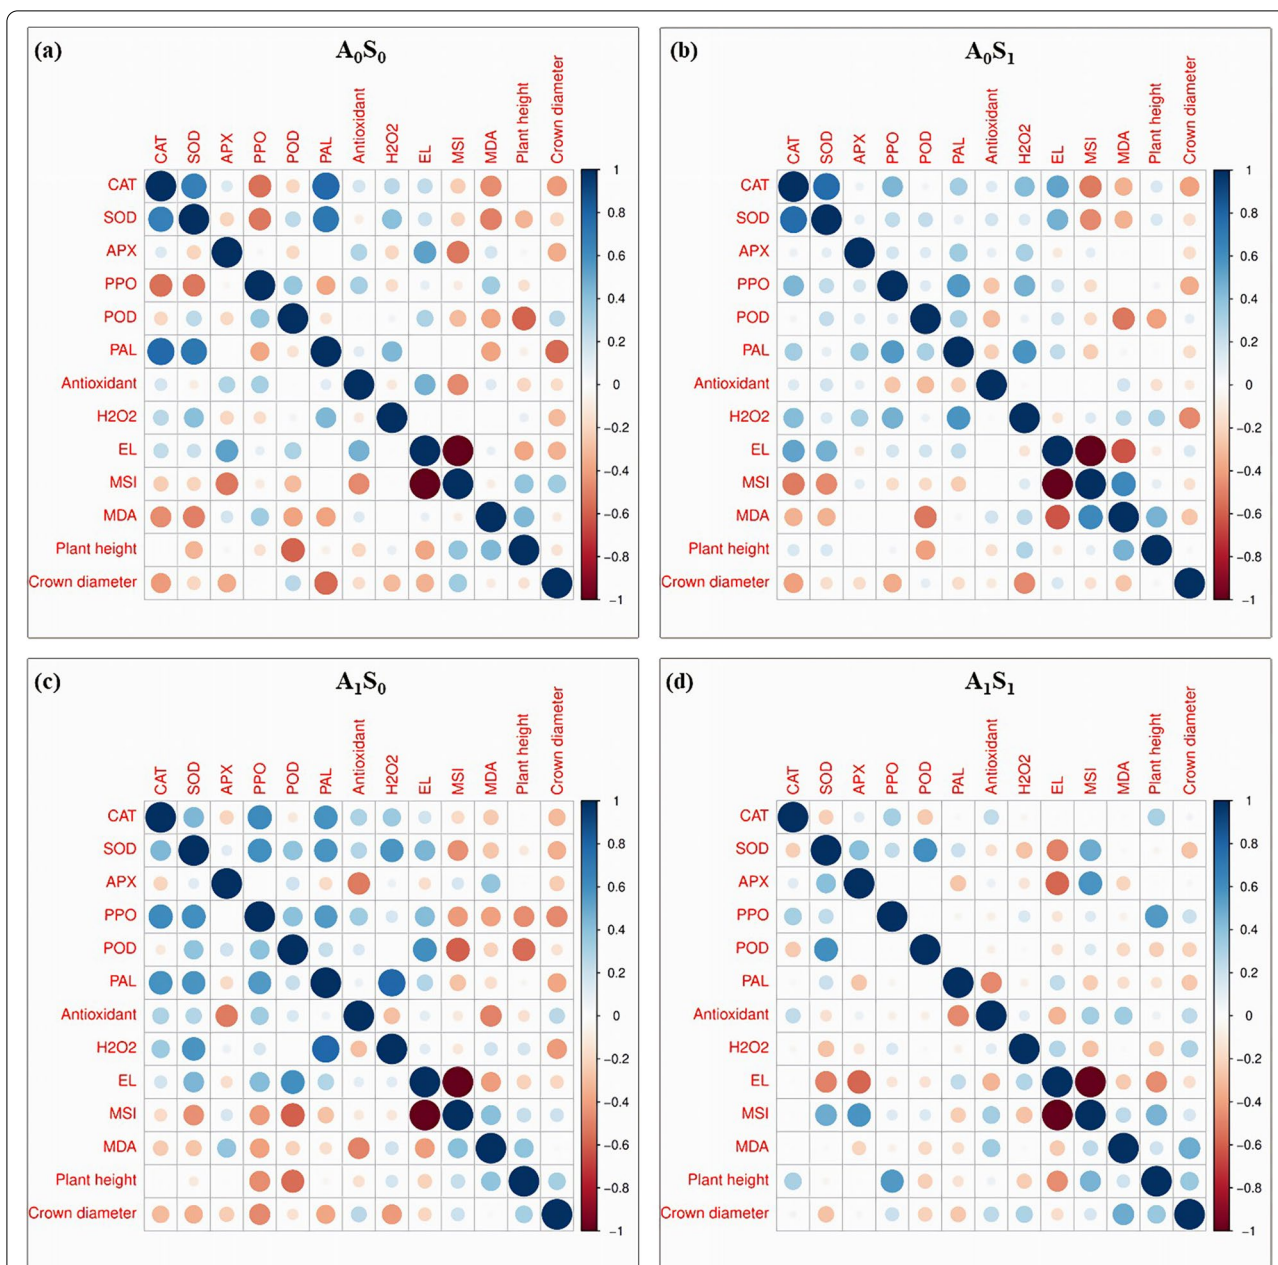 (a) A₀S₀
CAT SOD APX PPO POD PAL Antioxidant H2O2 EL MSI MDA Plant height Crown diameter
CAT
SOD
APX
PPO
POD
PAL
Antioxidant
H2O2
EL
MSI
MDA
Plant height
Crown diameter
1
0.8
0.6
0.4
0.2
0
−0.2
−0.4
−0.6
−0.8
−1
(b) A₀S₁
CAT SOD APX PPO POD PAL Antioxidant H2O2 EL MSI MDA Plant height Crown diameter
CAT
SOD
APX
PPO
POD
PAL
Antioxidant
H2O2
EL
MSI
MDA
Plant height
Crown diameter
1
0.8
0.6
0.4
0.2
0
−0.2
−0.4
−0.6
−0.8
−1
(c) A₁S₀
CAT SOD APX PPO POD PAL Antioxidant H2O2 EL MSI MDA Plant height Crown diameter
CAT
SOD
APX
PPO
POD
PAL
Antioxidant
H2O2
EL
MSI
MDA
Plant height
Crown diameter
1
0.8
0.6
0.4
0.2
0
−0.2
−0.4
−0.6
−0.8
−1
(d) A₁S₁
CAT SOD APX PPO POD PAL Antioxidant H2O2 EL MSI MDA Plant height Crown diameter
CAT
SOD
APX
PPO
POD
PAL
Antioxidant
H2O2
EL
MSI
MDA
Plant height
Crown diameter
1
0.8
0.6
0.4
0.2
0
−0.2
−0.4
−0.6
−0.8
−1